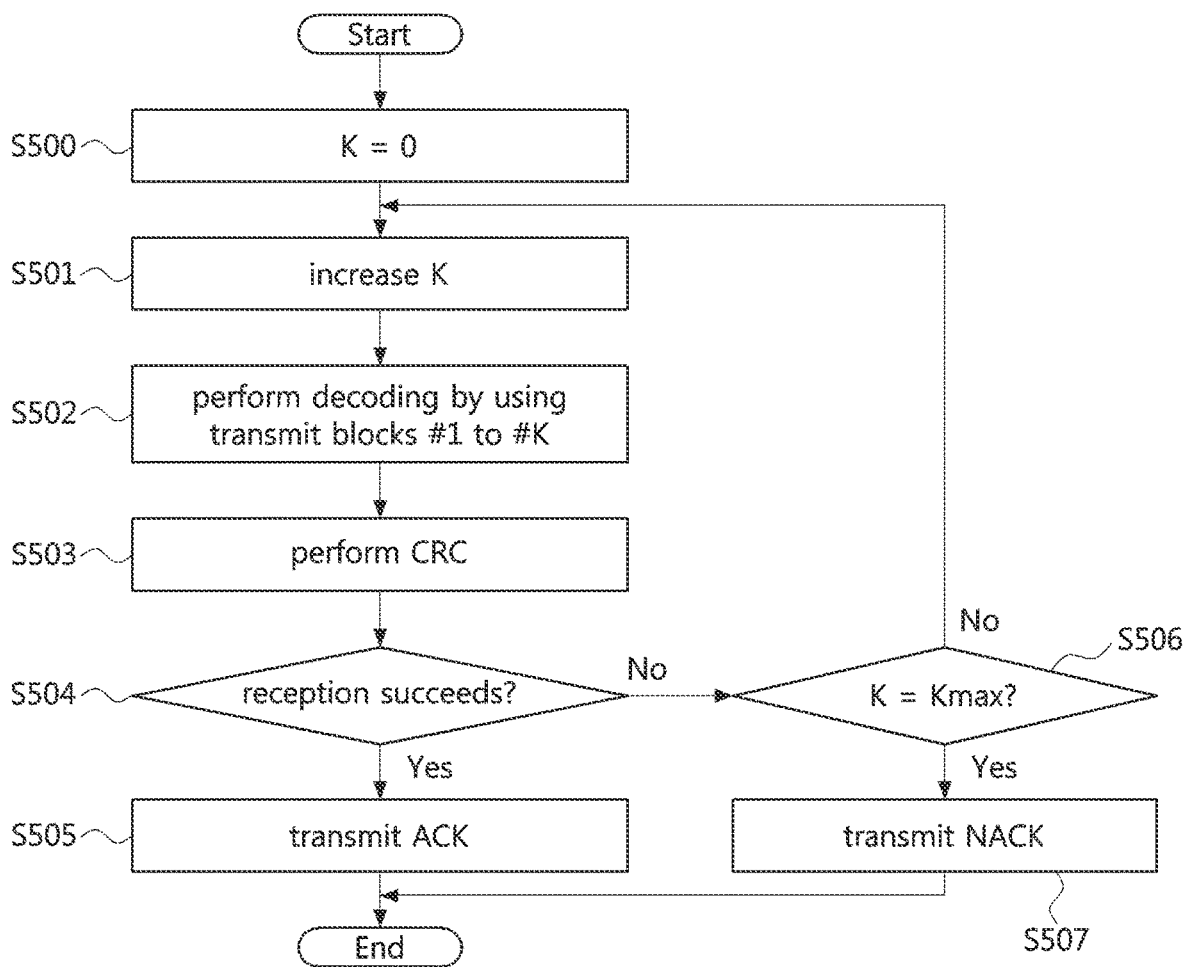 Start
S500
K = 0
S501
increase K
S502
perform decoding by using
transmit blocks #1 to #K
S503
perform CRC
No
S506
S504
reception succeeds?
No
K = Kmax?
Yes
Yes
S505
transmit ACK
transmit NACK
End
S507